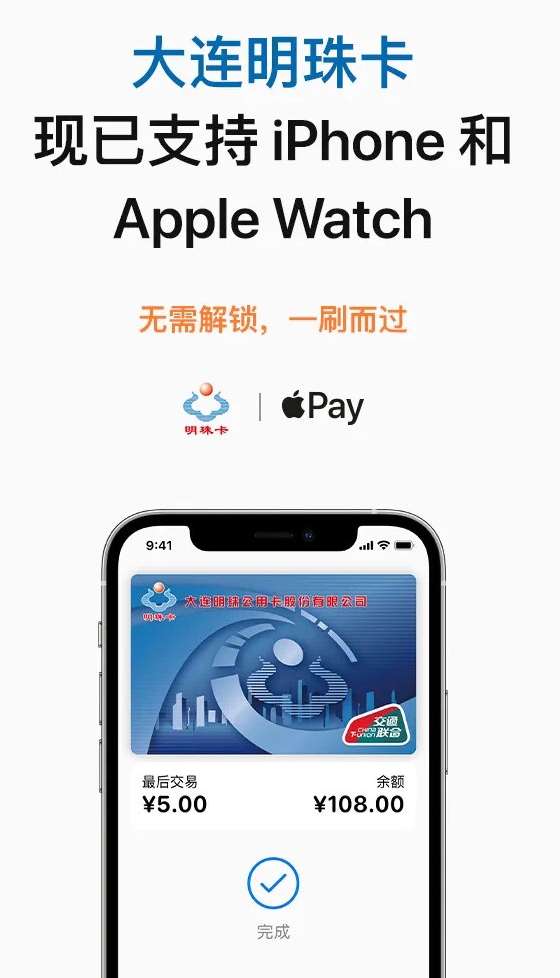 大连明珠卡
现已支持 iPhone 和
Apple Watch
无需解锁，一刷而过
明珠卡
Pay
9:41
明珠卡
大连明珠公用卡股份有限公司
交通
联合
CHINA
T-UNION
最后交易
余额
¥5.00
¥108.00
完成